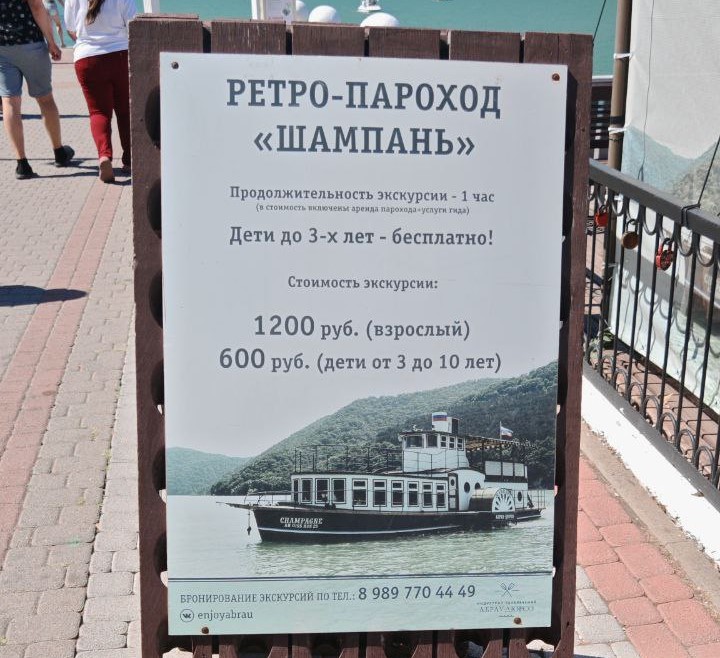 РЕТРО-ПАРОХОД
«ШАМПАНЬ»
Продолжительность экскурсии - 1 час
(в стоимость включены аренда парохода+услуги гида)
Дети до 3-х лет - бесплатно!
Стоимость экскурсии:
1200 руб. (взрослый)
600 руб. (дети от 3 до 10 лет)
CHAMPAGNE
БРОНИРОВАНИЕ ЭКСКУРСИЙ ПО ТЕЛ.: 8 989 770 44 49
enjoyabrau
АБРАУ-ДЮРСО